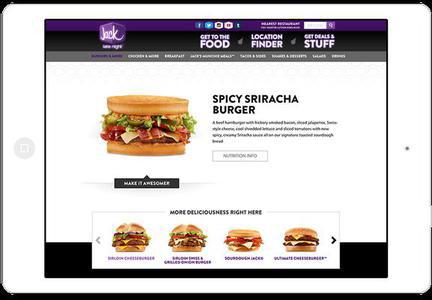 Jack
late night
NEAREST RESTAURANT
SEARCH
GET TO THE
FOOD
LOCATION
FINDER
GET DEALS &
STUFF
BURGERS & MORE CHICKEN & MORE BREAKFAST JACK'S MUNCHIE MEALS™ TACOS & SIDES SHAKES & DESSERTS SALADS DRINKS
SPICY SRIRACHA
BURGER
A beef hamburger with hickory smoked bacon, sliced jalapenos, Swiss-
style cheese, cool shredded lettuce and sliced tomatoes with new
spicy, creamy Sriracha sauce all on our signature toasted sourdough
bread
NUTRITION INFO
MAKE IT AWESOMER
MORE DELICIOUSNESS RIGHT HERE
SIRLOIN CHEESEBURGER
SIRLOIN SWISS &
GRILLED ONION BURGER
SOURDOUGH JACK®
ULTIMATE CHEESEBURGER™